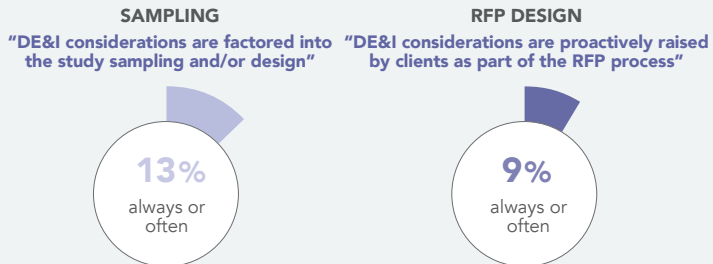 SAMPLING
“DE&I considerations are factored into
the study sampling and/or design”
13%
always or
often
RFP DESIGN
“DE&I considerations are proactively raised
by clients as part of the RFP process”
9%
always or
often